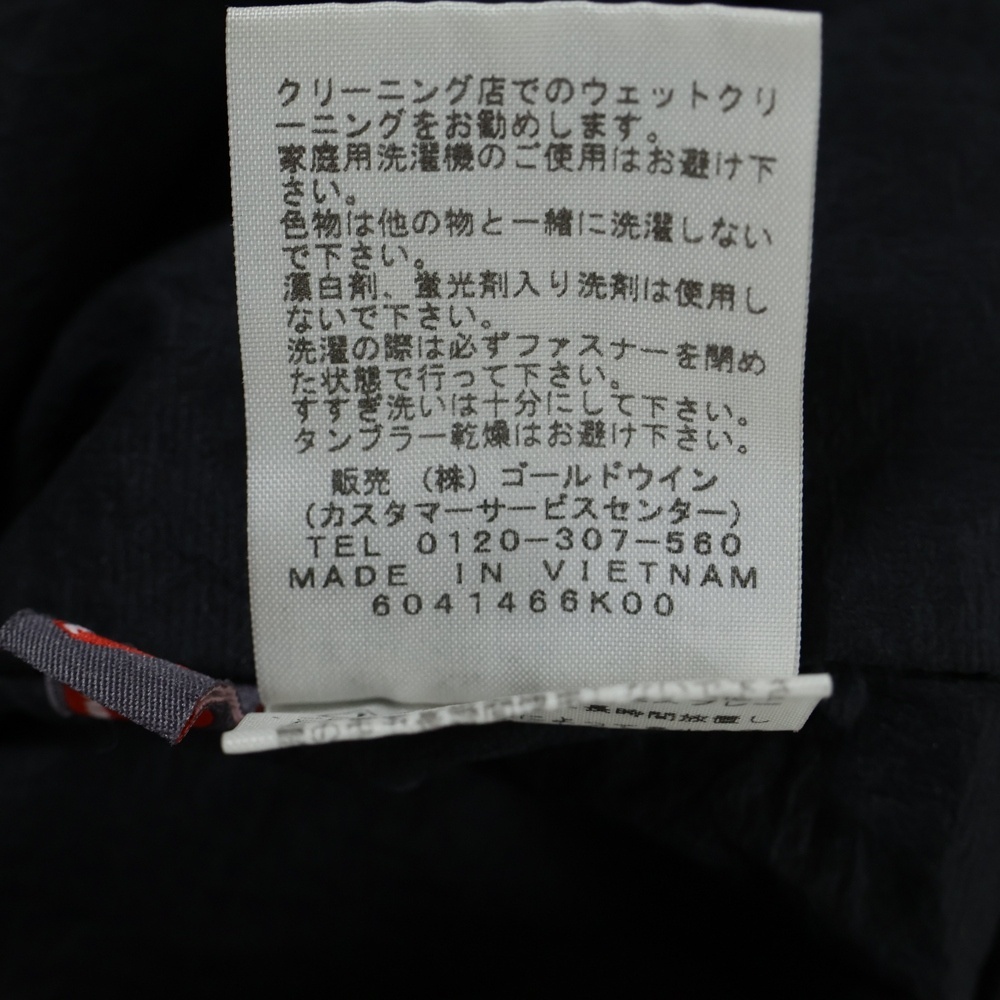 クリーニング店でのウェットクリ
ーニングをお勧めします。
家庭用洗濯機のご使用はお避け下
さい。
色物は他の物と一緒に洗濯しない
で下さい。
漂白剤、蛍光剤入り洗剤は使用し
ないで下さい。
洗濯の際は必ずファスナーを閉め
た状態で行って下さい。
すすぎ洗いは十分にして下さい。
タンブラー乾燥はお避け下さい。
販売 (株) ゴールドウイン
(カスタマーサービスセンター)
TEL 0120-307-560
MADE IN VIETNAM
6041466K00
長時間放置し